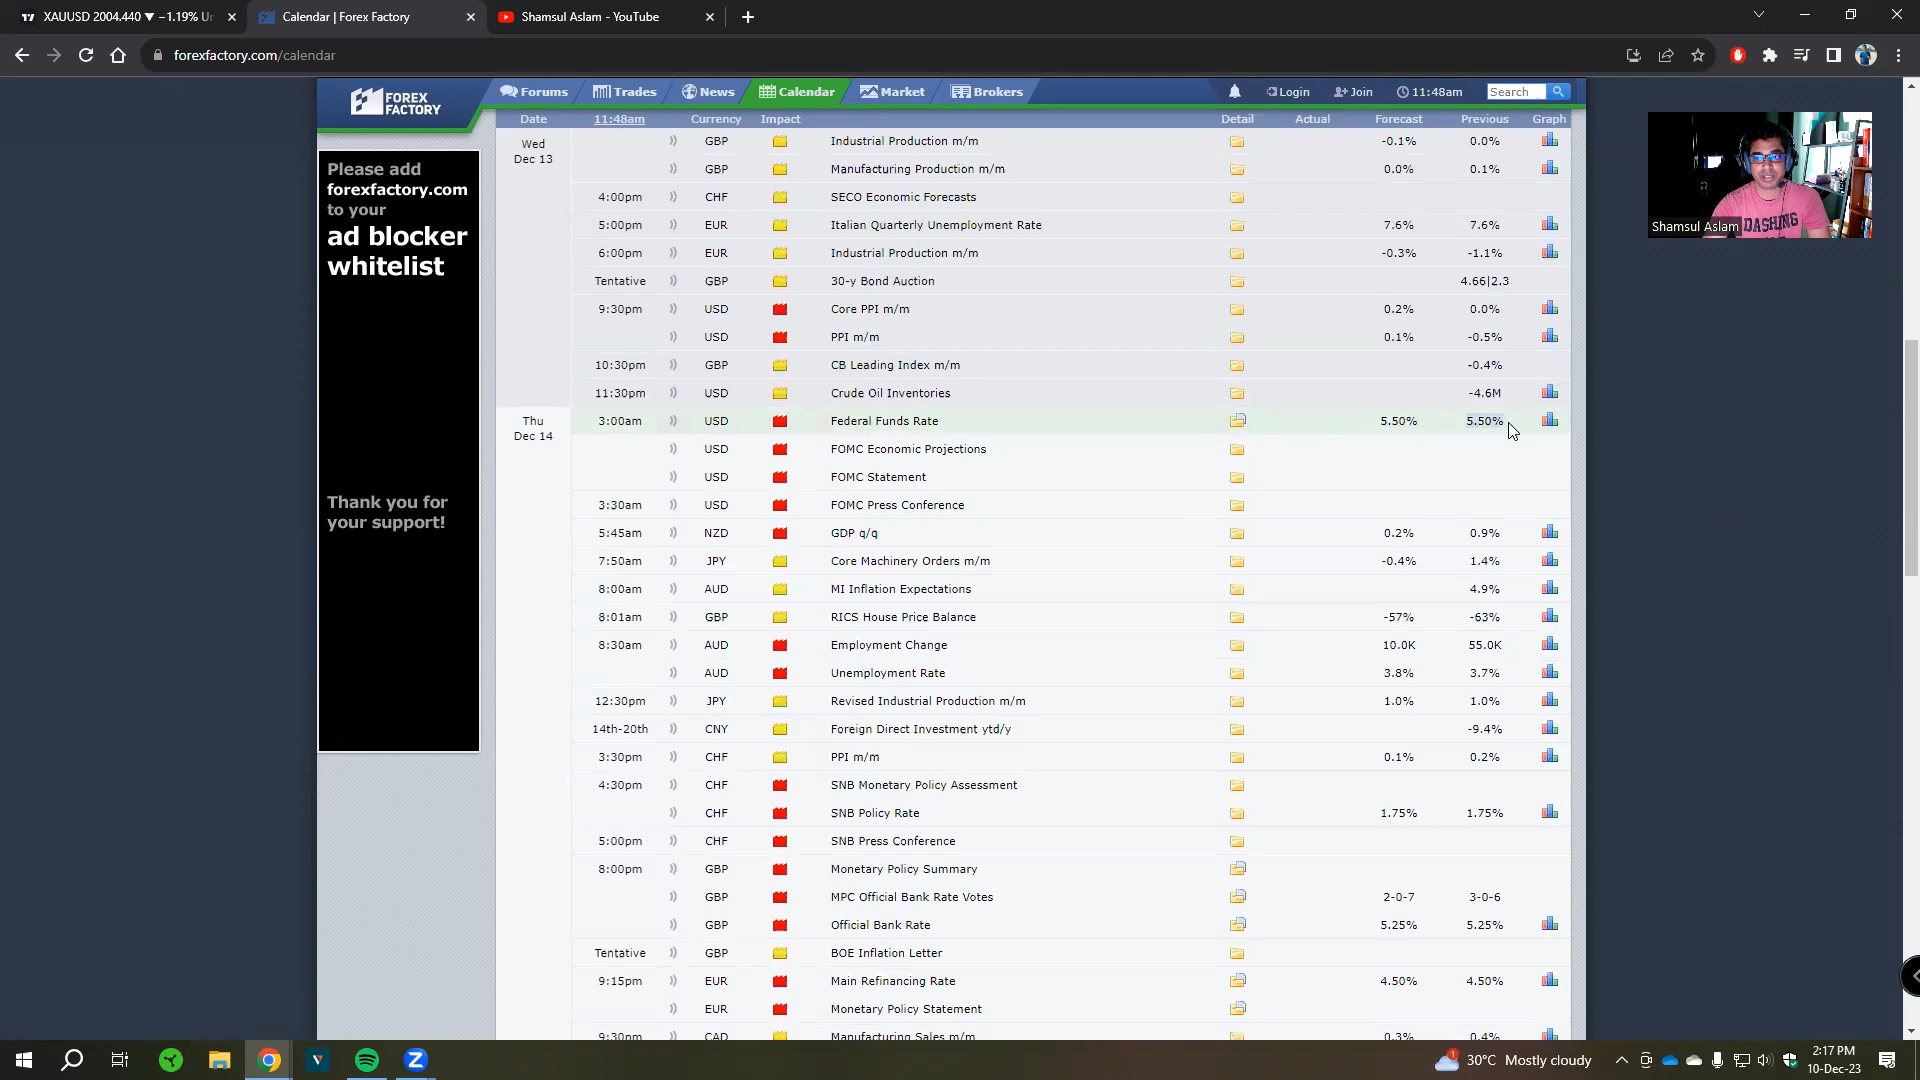 XAUUSD 2004.440 ▼ −1.19% Ur
Calendar | Forex Factory
Shamsul Aslam - YouTube
forexfactory.com/calendar
FOREX FACTORY
Forums Trades News Calendar Market Brokers Login Join 11:48am Search
Date 11:48am Currency Impact Detail Actual Forecast Previous Graph
Please add
forexfactory.com
to your
ad blocker
whitelist
Thank you for
your support!
Wed
Dec 13
GBP Industrial Production m/m -0.1% 0.0%
GBP Manufacturing Production m/m 0.0% 0.1%
4:00pm CHF SECO Economic Forecasts
5:00pm EUR Italian Quarterly Unemployment Rate 7.6% 7.6%
6:00pm EUR Industrial Production m/m -0.3% -1.1%
Tentative GBP 30-y Bond Auction 4.66|2.3
9:30pm USD Core PPI m/m 0.2% 0.0%
USD PPI m/m 0.1% -0.5%
10:30pm GBP CB Leading Index m/m -0.4%
11:30pm USD Crude Oil Inventories -4.6M
Thu
Dec 14
3:00am USD Federal Funds Rate 5.50% 5.50%
USD FOMC Economic Projections
USD FOMC Statement
3:30am USD FOMC Press Conference
5:45am NZD GDP q/q 0.2% 0.9%
7:50am JPY Core Machinery Orders m/m -0.4% 1.4%
8:00am AUD MI Inflation Expectations 4.9%
8:01am GBP RICS House Price Balance -57% -63%
8:30am AUD Employment Change 10.0K 55.0K
AUD Unemployment Rate 3.8% 3.7%
12:30pm JPY Revised Industrial Production m/m 1.0% 1.0%
14th-20th CNY Foreign Direct Investment ytd/y -9.4%
3:30pm CHF PPI m/m 0.1% 0.2%
4:30pm CHF SNB Monetary Policy Assessment
CHF SNB Policy Rate 1.75% 1.75%
5:00pm CHF SNB Press Conference
8:00pm GBP Monetary Policy Summary
GBP MPC Official Bank Rate Votes 2-0-7 3-0-6
GBP Official Bank Rate 5.25% 5.25%
Tentative GBP BOE Inflation Letter
9:15pm EUR Main Refinancing Rate 4.50% 4.50%
EUR Monetary Policy Statement
9:30pm CAD Manufacturing Sales m/m 0.3% 0.4%
DASHING
Shamsul Aslam
30°C Mostly cloudy
2:17 PM
10-Dec-23